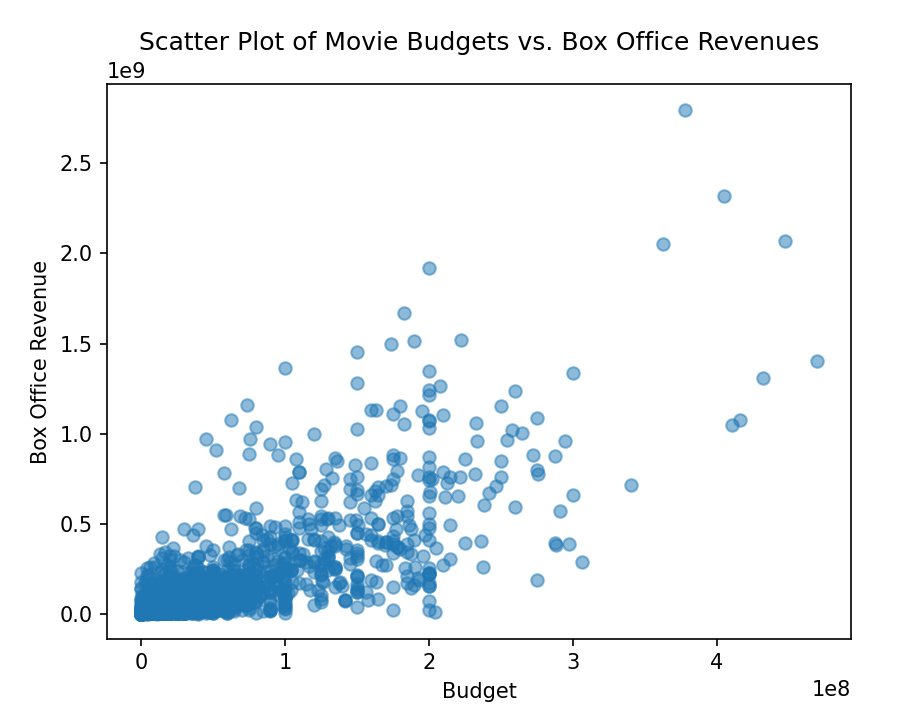 Scatter Plot of Movie Budgets vs. Box Office Revenues
1e9
2.5
2.0
1.5
1.0
0.5
0.0
Box Office Revenue
0 1 2 3 4
Budget
1e8